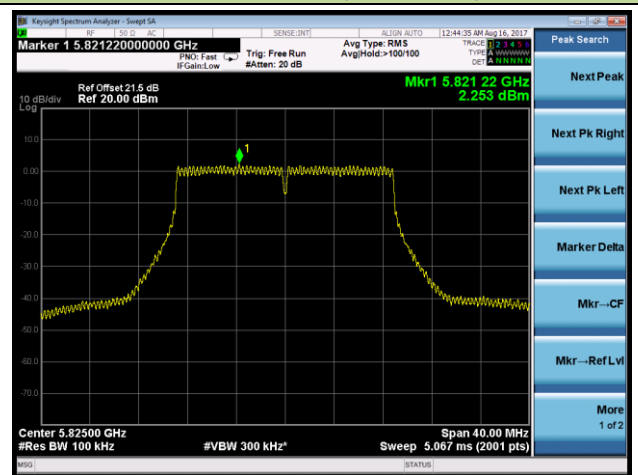 Keysight Spectrum Analyzer - Swept SA
RF 50 Ω AC SENSE:INT ALIGN AUTO 12:44:35 AM Aug 16, 2017
Marker 1 5.821220000000 GHz
PNO: Fast
IFGain:Low
Trig: Free Run
#Atten: 20 dB
Avg Type: RMS
Avg|Hold:>100/100
TRACE 1 2 3 4 5 6
TYPE A WWWWW
DET A N N N N N
Peak Search
Mkr1 5.821 22 GHz
2.253 dBm
Ref Offset 21.5 dB
10 dB/div Ref 20.00 dBm
Log
1
10.0
0.00
-10.0
-20.0
-30.0
-40.0
-50.0
-60.0
-70.0
Next Peak
Next Pk Right
Next Pk Left
Marker Delta
Mkr→CF
Mkr→Ref Lvl
More
1 of 2
Center 5.82500 GHz Span 40.00 MHz
#Res BW 100 kHz #VBW 300 kHz* Sweep 5.067 ms (2001 pts)
MSG STATUS